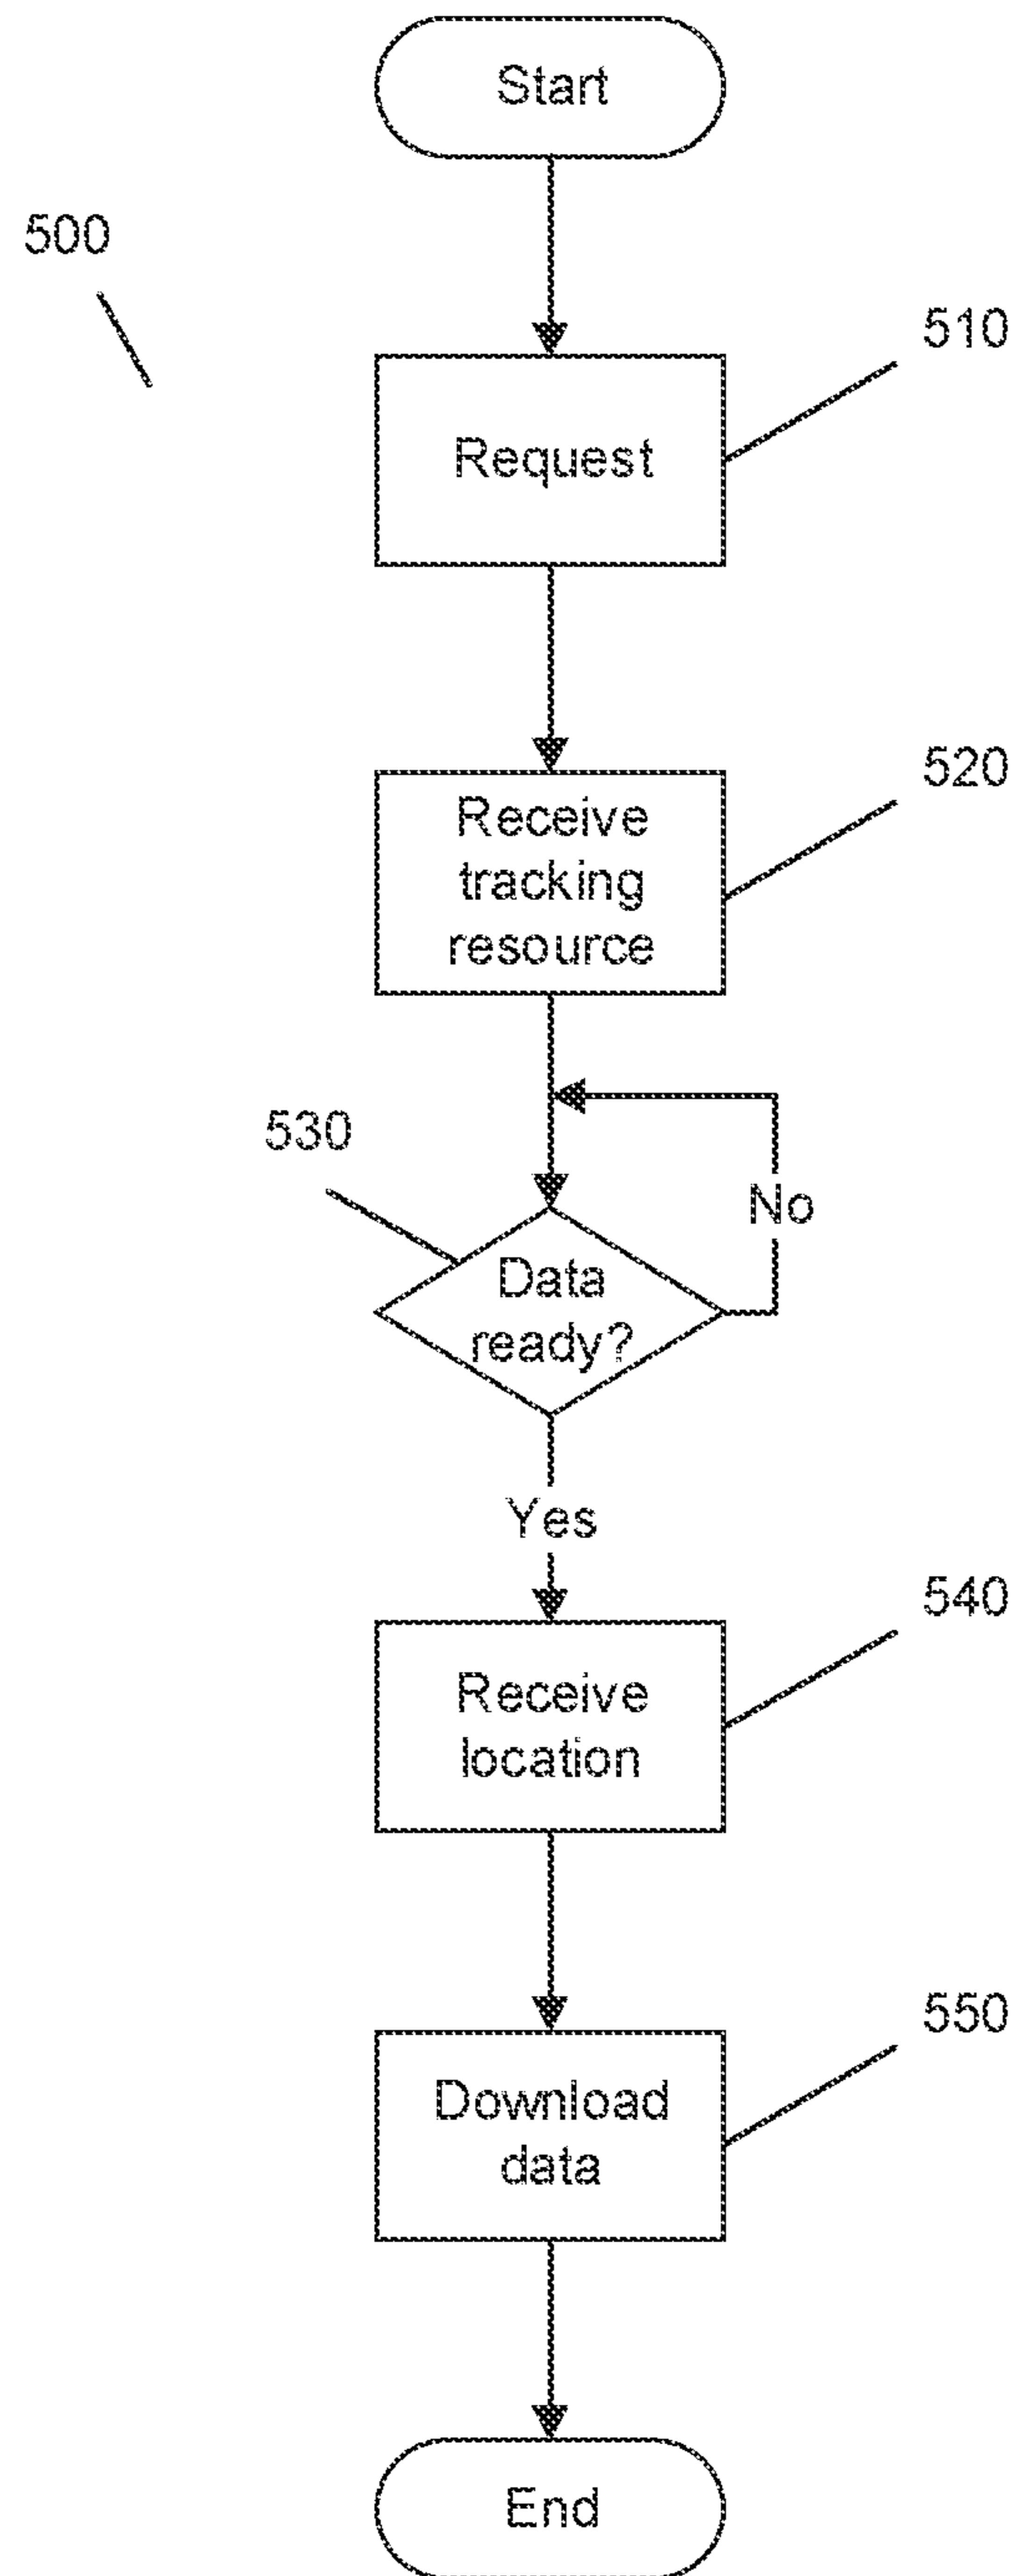 Start
500
510
Request
520
Receive
tracking
resource
530
No
Data
ready?
Yes
540
Receive
location
550
Download
data
End